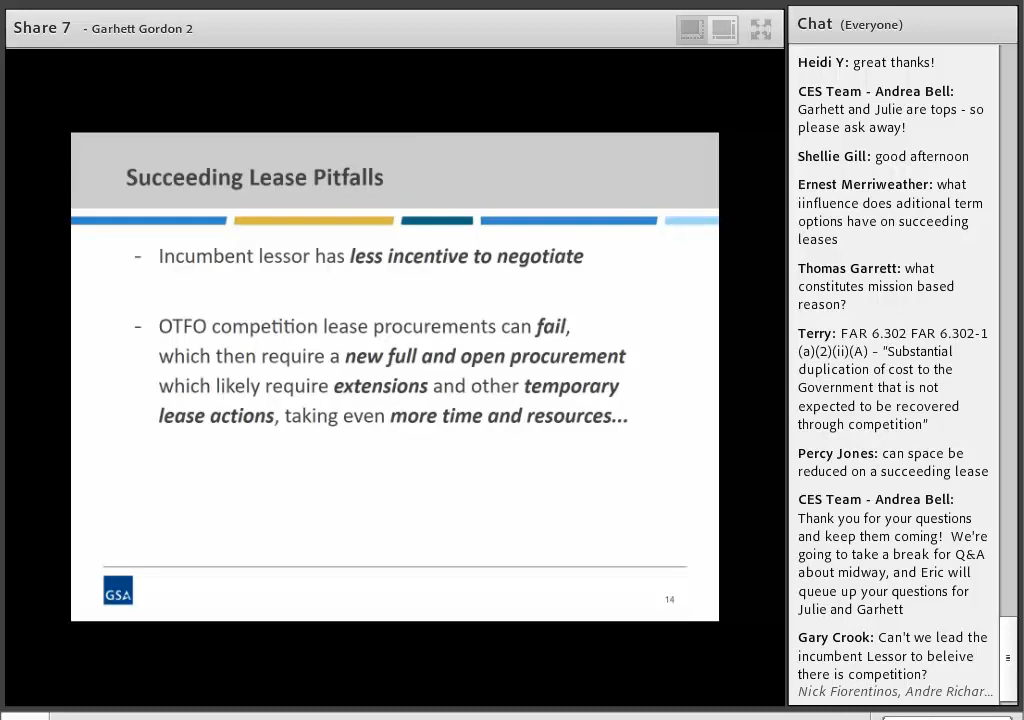 Share 7 - Garhett Gordon 2
Succeeding Lease Pitfalls
- Incumbent lessor has less incentive to negotiate
- OTFO competition lease procurements can fail,
which then require a new full and open procurement
which likely require extensions and other temporary
lease actions, taking even more time and resources...
GSA
14
Chat (Everyone)
Heidi Y: great thanks!
CES Team - Andrea Bell:
Garhett and Julie are tops - so
please ask away!
Shellie Gill: good afternoon
Ernest Merriweather: what
iinfluence does aditional term
options have on succeeding
leases
Thomas Garrett: what
constitutes mission based
reason?
Terry: FAR 6.302 FAR 6.302-1
(a)(2)(ii)(A) – "Substantial
duplication of cost to the
Government that is not
expected to be recovered
through competition"
Percy Jones: can space be
reduced on a succeeding lease
CES Team - Andrea Bell:
Thank you for your questions
and keep them coming! We're
going to take a break for Q&A
about midway, and Eric will
queue up your questions for
Julie and Garhett
Gary Crook: Can't we lead the
incumbent Lessor to beleive
there is competition?
Nick Fiorentinos, Andre Richar...